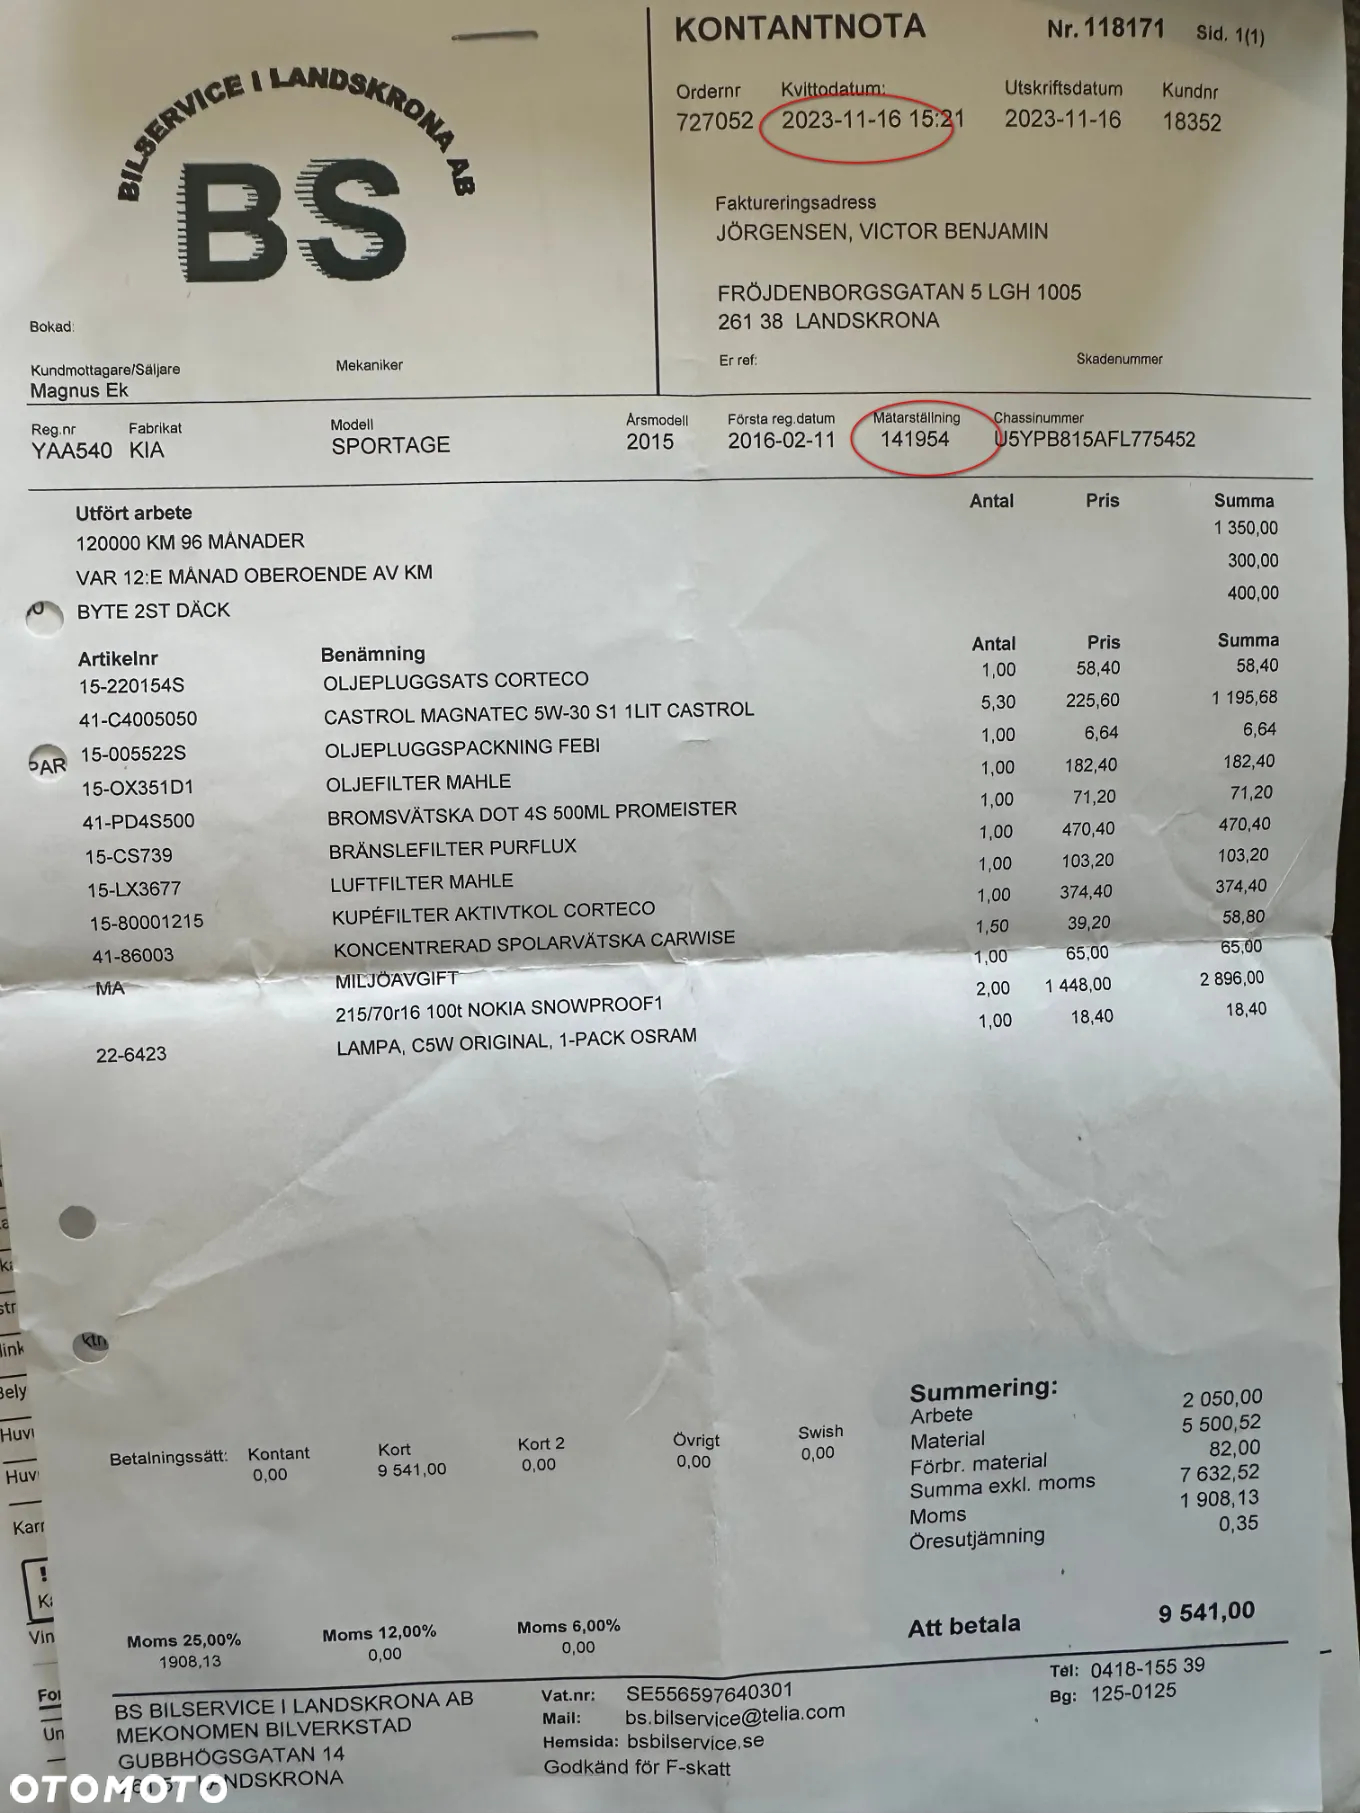 KONTANTNOTA Nr. 118171 Sid. 1(1)
BILSERVICE I LANDSKRONA AB
BS
Ordernr Kvittodatum: Utskriftsdatum Kundnr
727052 2023-11-16 15:21 2023-11-16 18352
Faktureringsadress
JÖRGENSEN, VICTOR BENJAMIN
FRÖJDENBORGSGATAN 5 LGH 1005
261 38 LANDSKRONA
Bokad:
Er ref: Skadenummer
Kundmottagare/Säljare Mekaniker
Magnus Ek
Reg.nr Fabrikat Modell Årsmodell Första reg.datum Mätarställning Chassinummer
YAA540 KIA SPORTAGE 2015 2016-02-11 141954 U5YPB815AFL775452
Utfört arbete Antal Pris Summa
120000 KM 96 MÅNADER 1 350,00
VAR 12:E MÅNAD OBEROENDE AV KM 300,00
BYTE 2ST DÄCK 400,00
Artikelnr Benämning Antal Pris Summa
15-220154S OLJEPLUGGSATS CORTECO 1,00 58,40 58,40
41-C4005050 CASTROL MAGNATEC 5W-30 S1 1LIT CASTROL 5,30 225,60 1 195,68
15-005522S OLJEPLUGGSPACKNING FEBI 1,00 6,64 6,64
PAR
15-OX351D1 OLJEFILTER MAHLE 1,00 182,40 182,40
41-PD4S500 BROMSVÄTSKA DOT 4S 500ML PROMEISTER 1,00 71,20 71,20
15-CS739 BRÄNSLEFILTER PURFLUX 1,00 470,40 470,40
15-LX3677 LUFTFILTER MAHLE 1,00 103,20 103,20
15-80001215 KUPÉFILTER AKTIVTKOL CORTECO 1,00 374,40 374,40
41-86003 KONCENTRERAD SPOLARVÄTSKA CARWISE 1,50 39,20 58,80
MA MILJÖAVGIFT 1,00 65,00 65,00
215/70r16 100t NOKIA SNOWPROOF1 2,00 1 448,00 2 896,00
22-6423 LAMPA, C5W ORIGINAL, 1-PACK OSRAM 1,00 18,40 18,40
ktn
Summering:
Arbete 2 050,00
Material 5 500,52
Förbr. material 82,00
Summa exkl. moms 7 632,52
Moms 1 908,13
Öresutjämning 0,35
Betalningssätt: Kontant Kort Kort 2 Övrigt Swish
0,00 9 541,00 0,00 0,00 0,00
Att betala 9 541,00
Moms 25,00% Moms 12,00% Moms 6,00%
1908,13 0,00 0,00
BS BILSERVICE I LANDSKRONA AB
MEKONOMEN BILVERKSTAD
GUBBHÖGSGATAN 14
LANDSKRONA
Vat.nr: SE556597640301
Mail: bs.bilservice@telia.com
Hemsida: bsbilservice.se
Godkänd för F-skatt
Tel: 0418-155 39
Bg: 125-0125
OTOMOTO